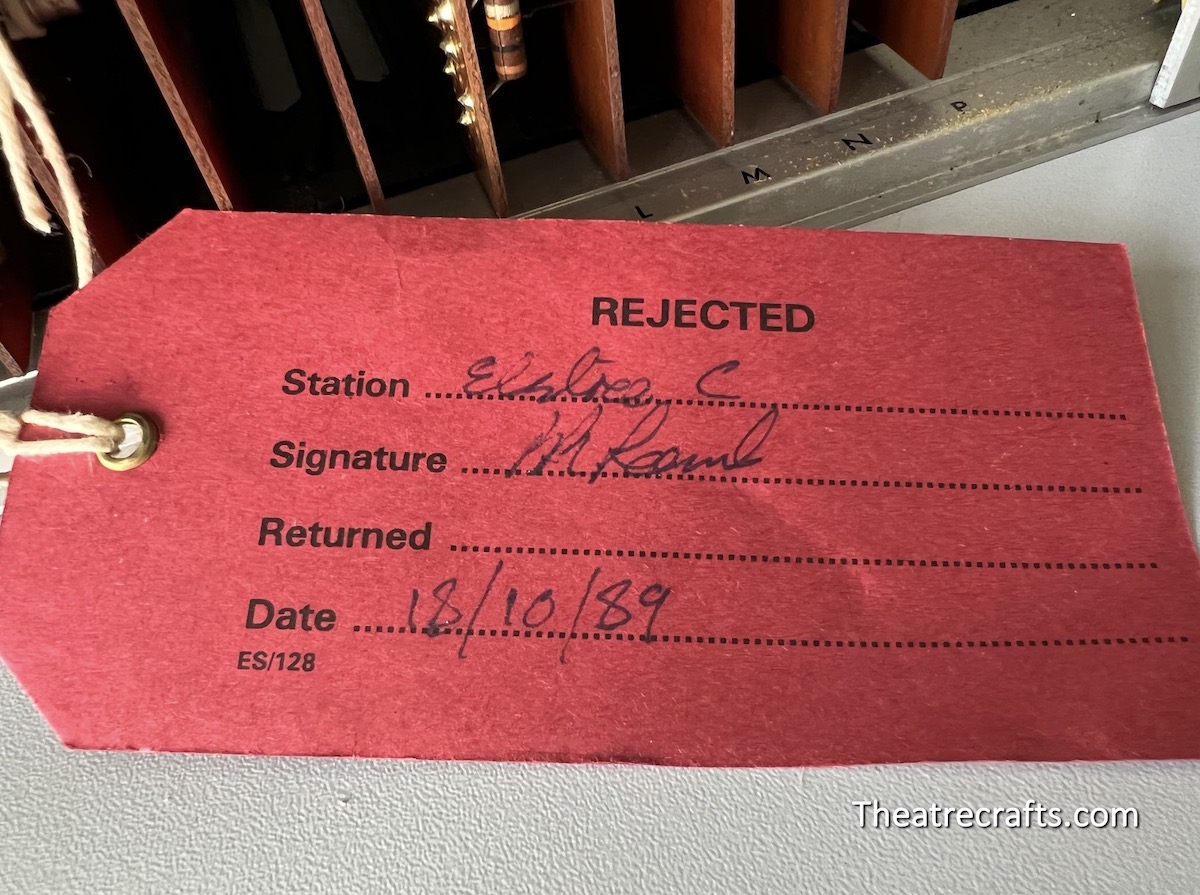 L M N P
REJECTED
Station Elstree C
Signature M
Returned
Date 18/10/89
ES/128
Theatrecrafts.com